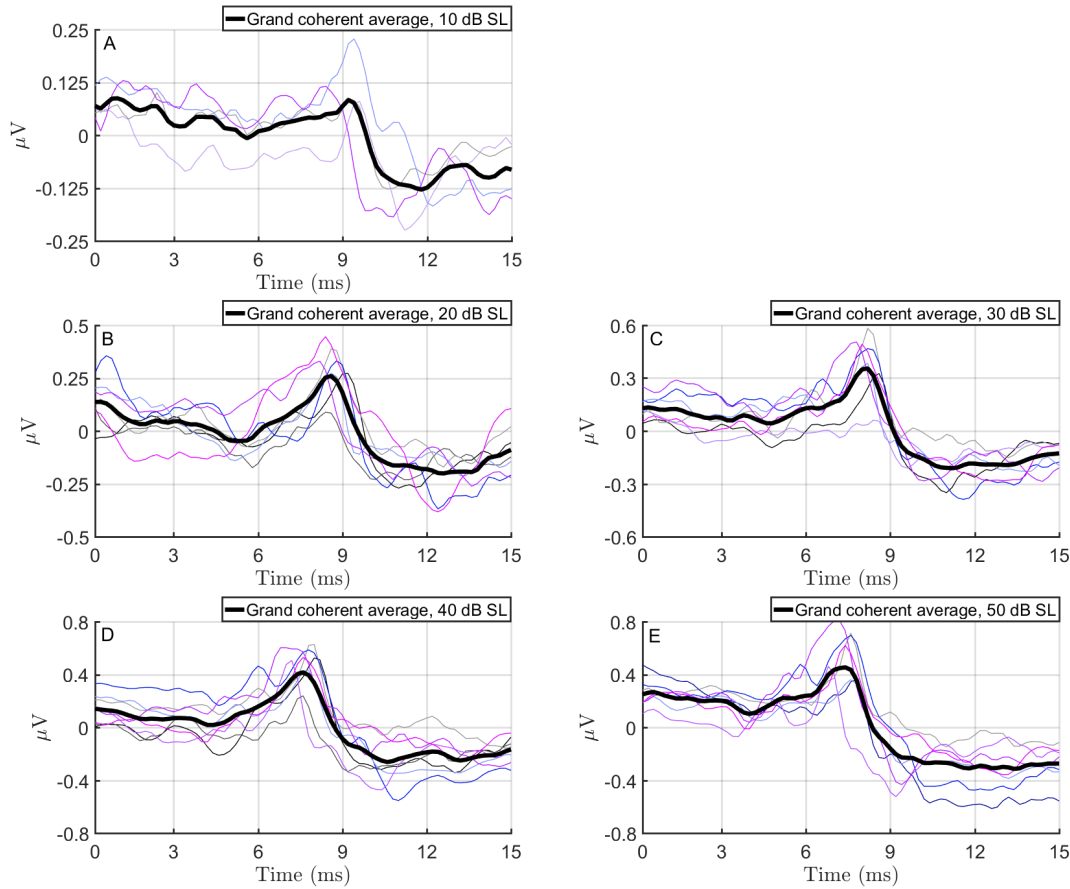 Grand coherent average, 10 dB SL
A
0.25
0.125
0
-0.125
-0.25
μV
0 3 6 9 12 15
Time (ms)
Grand coherent average, 20 dB SL
B
0.5
0.25
0
-0.25
-0.5
μV
0 3 6 9 12 15
Time (ms)
Grand coherent average, 30 dB SL
C
0.6
0.3
0
-0.3
-0.6
μV
0 3 6 9 12 15
Time (ms)
Grand coherent average, 40 dB SL
D
0.8
0.4
0
-0.4
-0.8
μV
0 3 6 9 12 15
Time (ms)
Grand coherent average, 50 dB SL
E
0.8
0.4
0
-0.4
-0.8
μV
0 3 6 9 12 15
Time (ms)